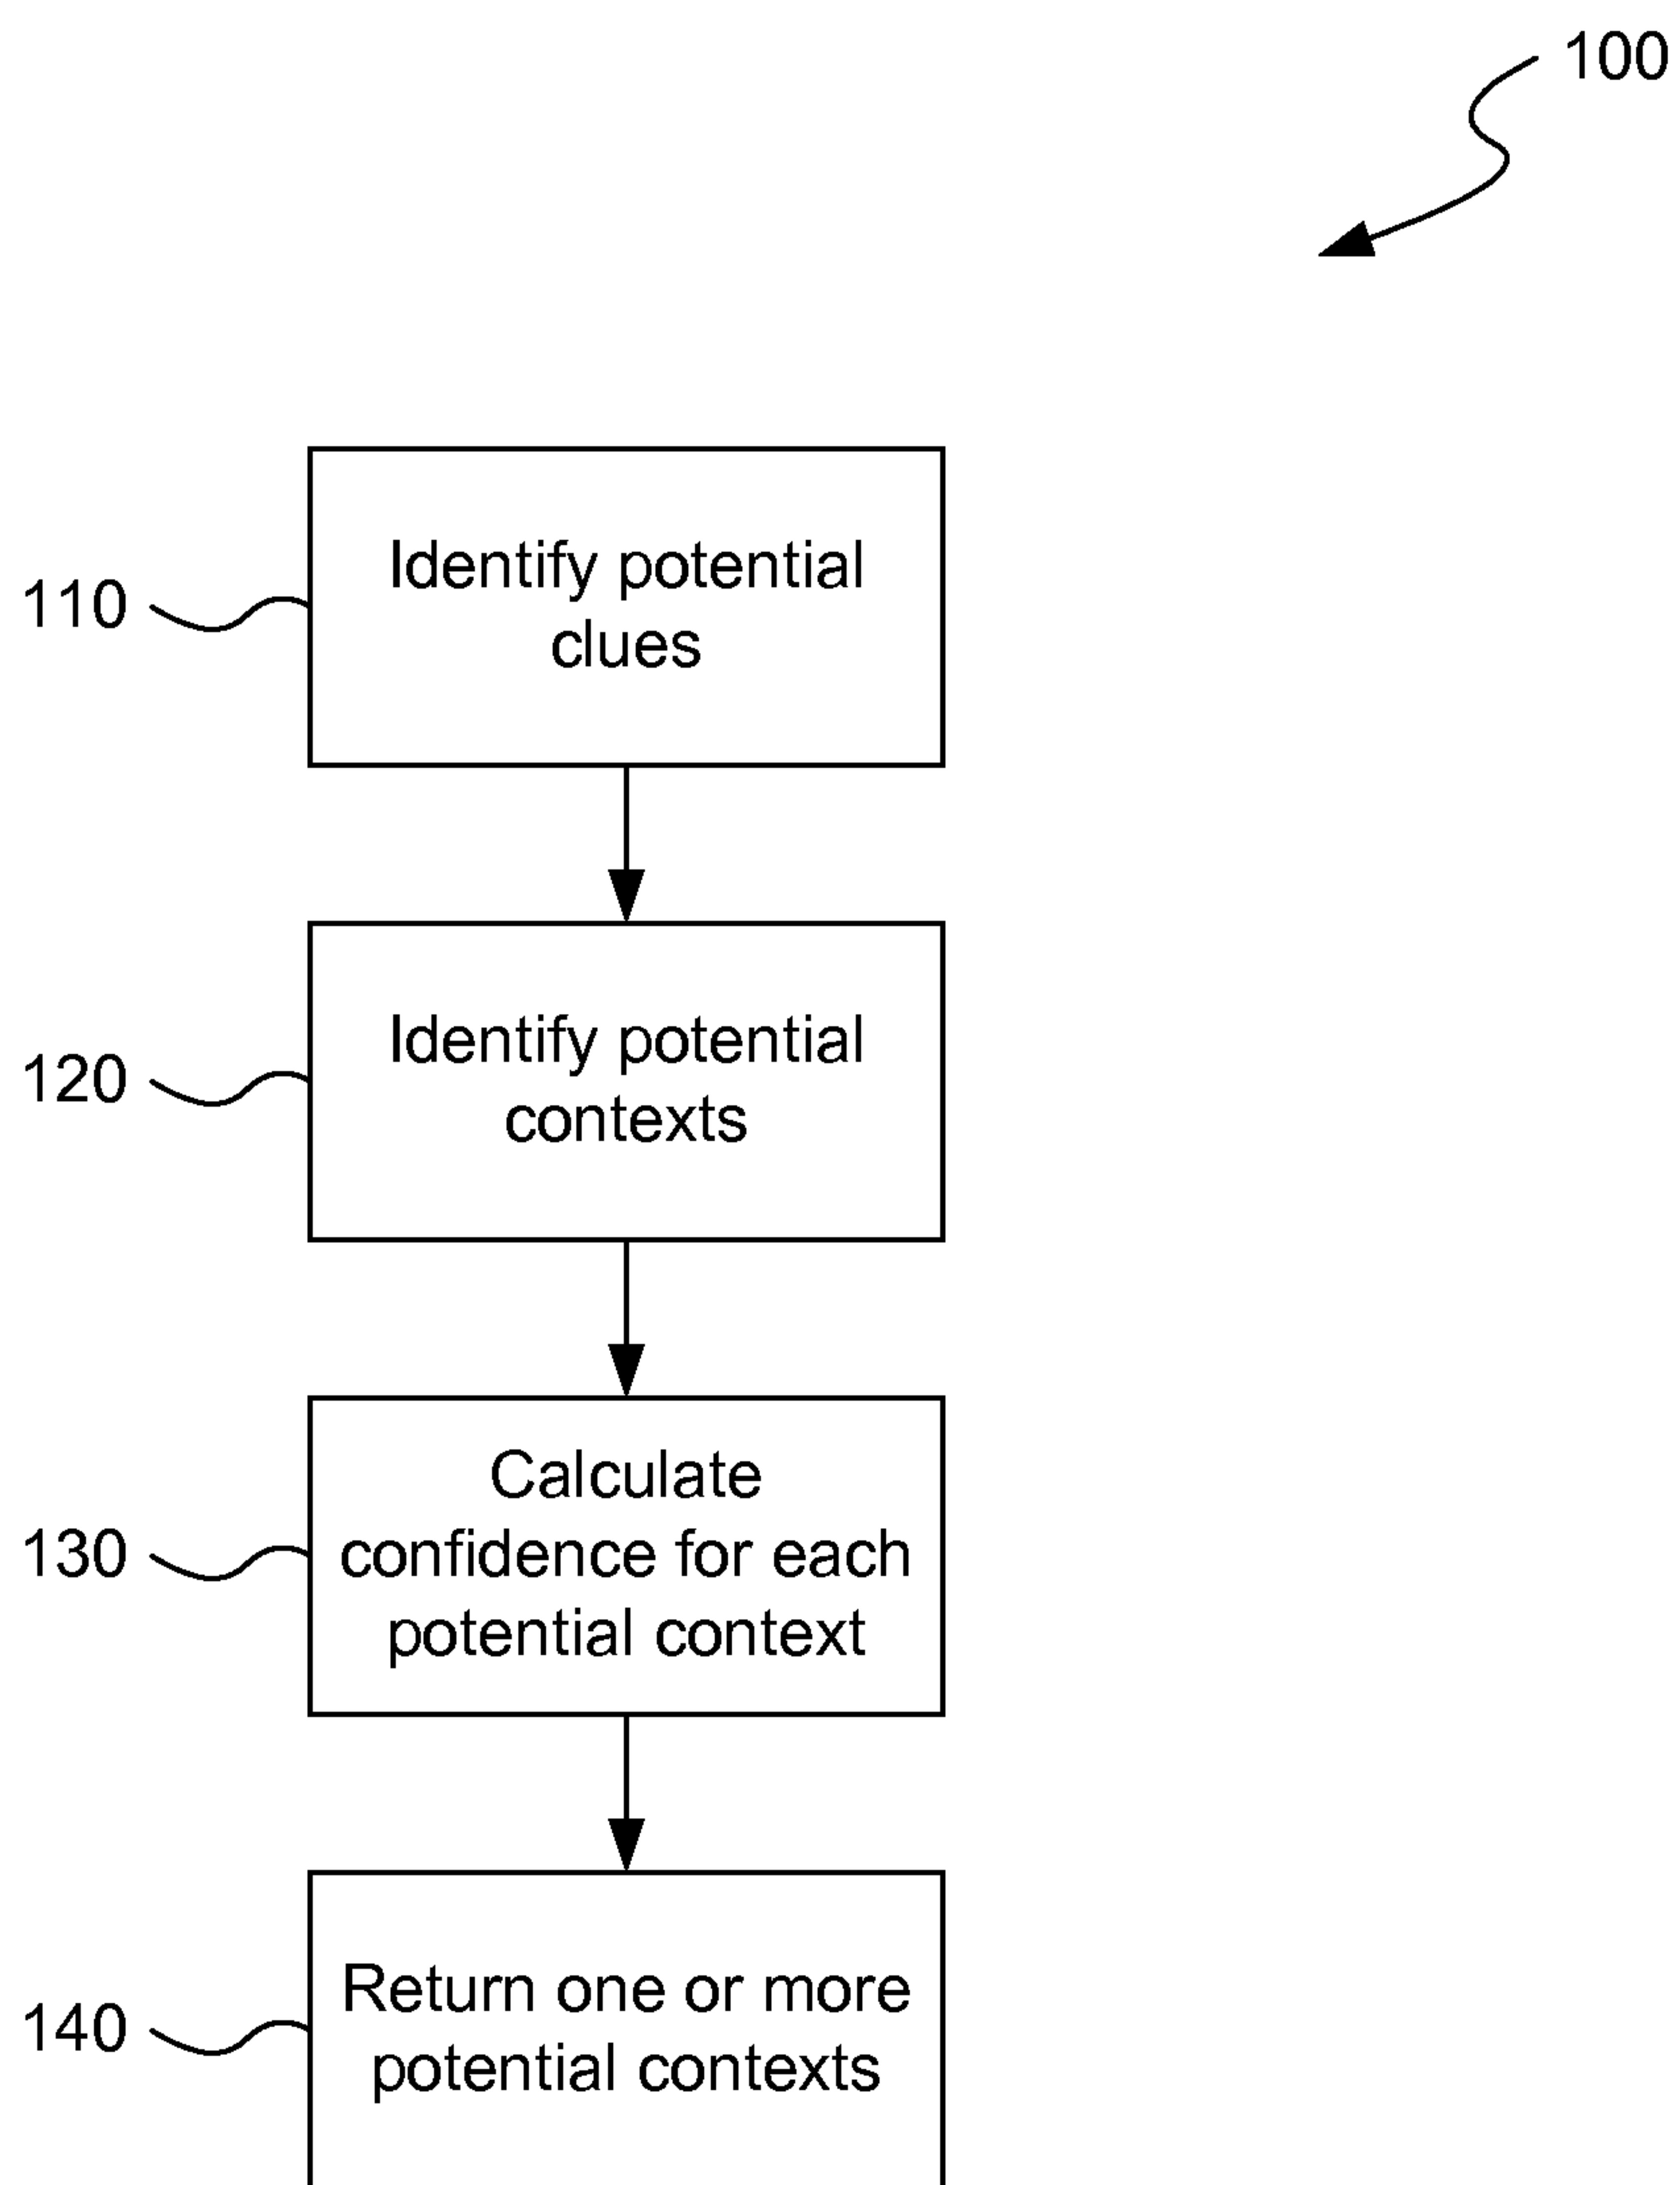 100
110
Identify potential
clues
120
Identify potential
contexts
130
Calculate
confidence for each
potential context
140
Return one or more
potential contexts